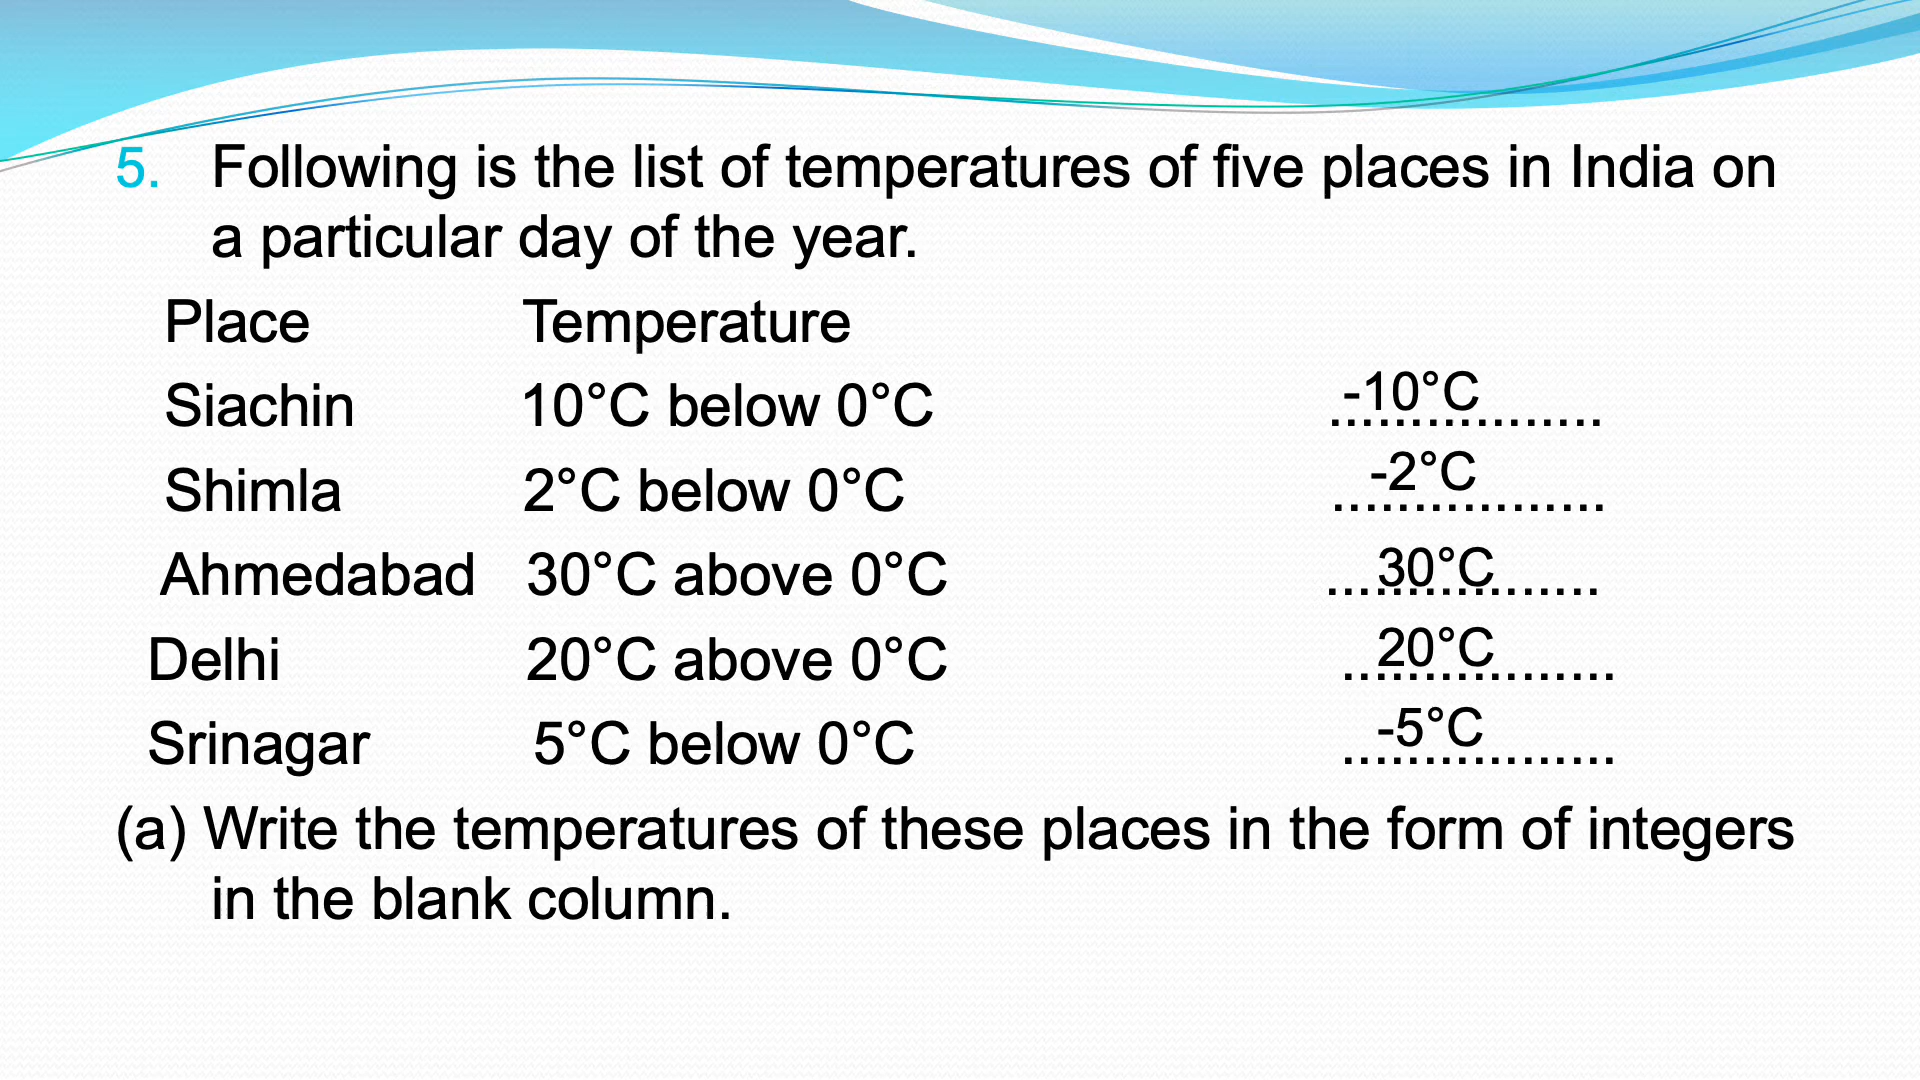 5. Following is the list of temperatures of five places in India on
a particular day of the year.
Place Temperature
Siachin 10°C below 0°C -10°C .................
Shimla 2°C below 0°C -2°C .................
Ahmedabad 30°C above 0°C 30°C .................
Delhi 20°C above 0°C 20°C .................
Srinagar 5°C below 0°C -5°C .................
(a) Write the temperatures of these places in the form of integers
in the blank column.